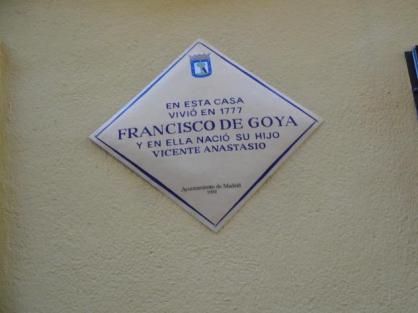 EN ESTA CASA
VIVIÓ EN 1777
FRANCISCO DE GOYA
Y EN ELLA NACIÓ SU HIJO
VICENTE ANASTASIO
Ayuntamiento de Madrid